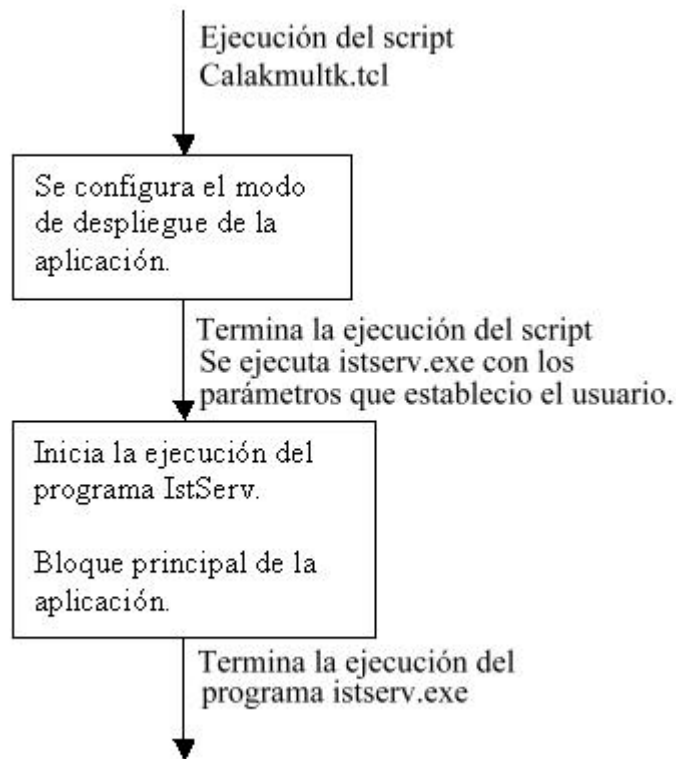 Ejecución del script
Calakmultk.tcl
Se configura el modo
de despliegue de la
aplicación.
Termina la ejecución del script
Se ejecuta istserv.exe con los
parámetros que establecio el usuario.
Inicia la ejecución del
programa IstServ.
Bloque principal de la
aplicación.
Termina la ejecución del
programa istserv.exe